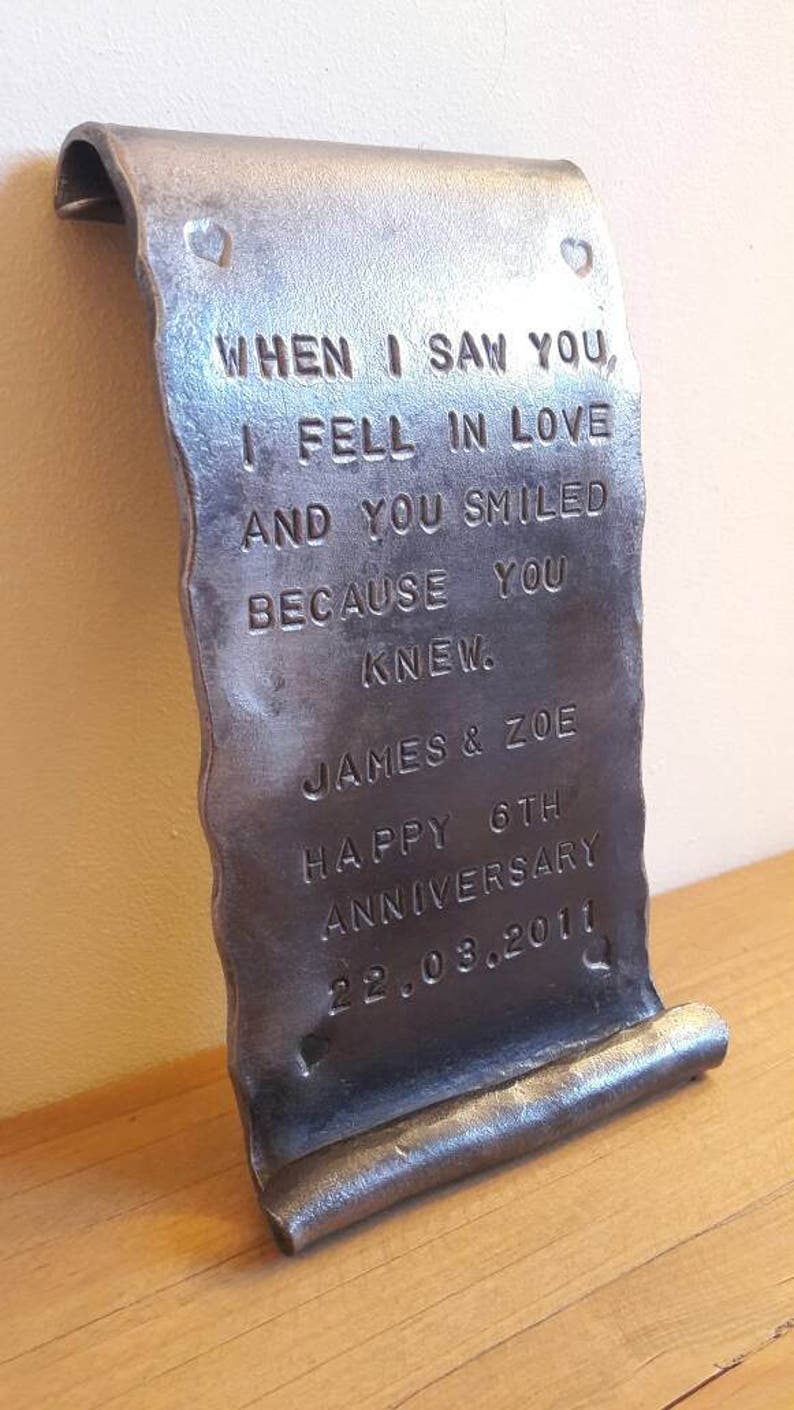 WHEN I SAW YOU,
I FELL IN LOVE
AND YOU SMILED
BECAUSE YOU
KNEW.
JAMES & ZOE
HAPPY 6TH
ANNIVERSARY
22.03.2011